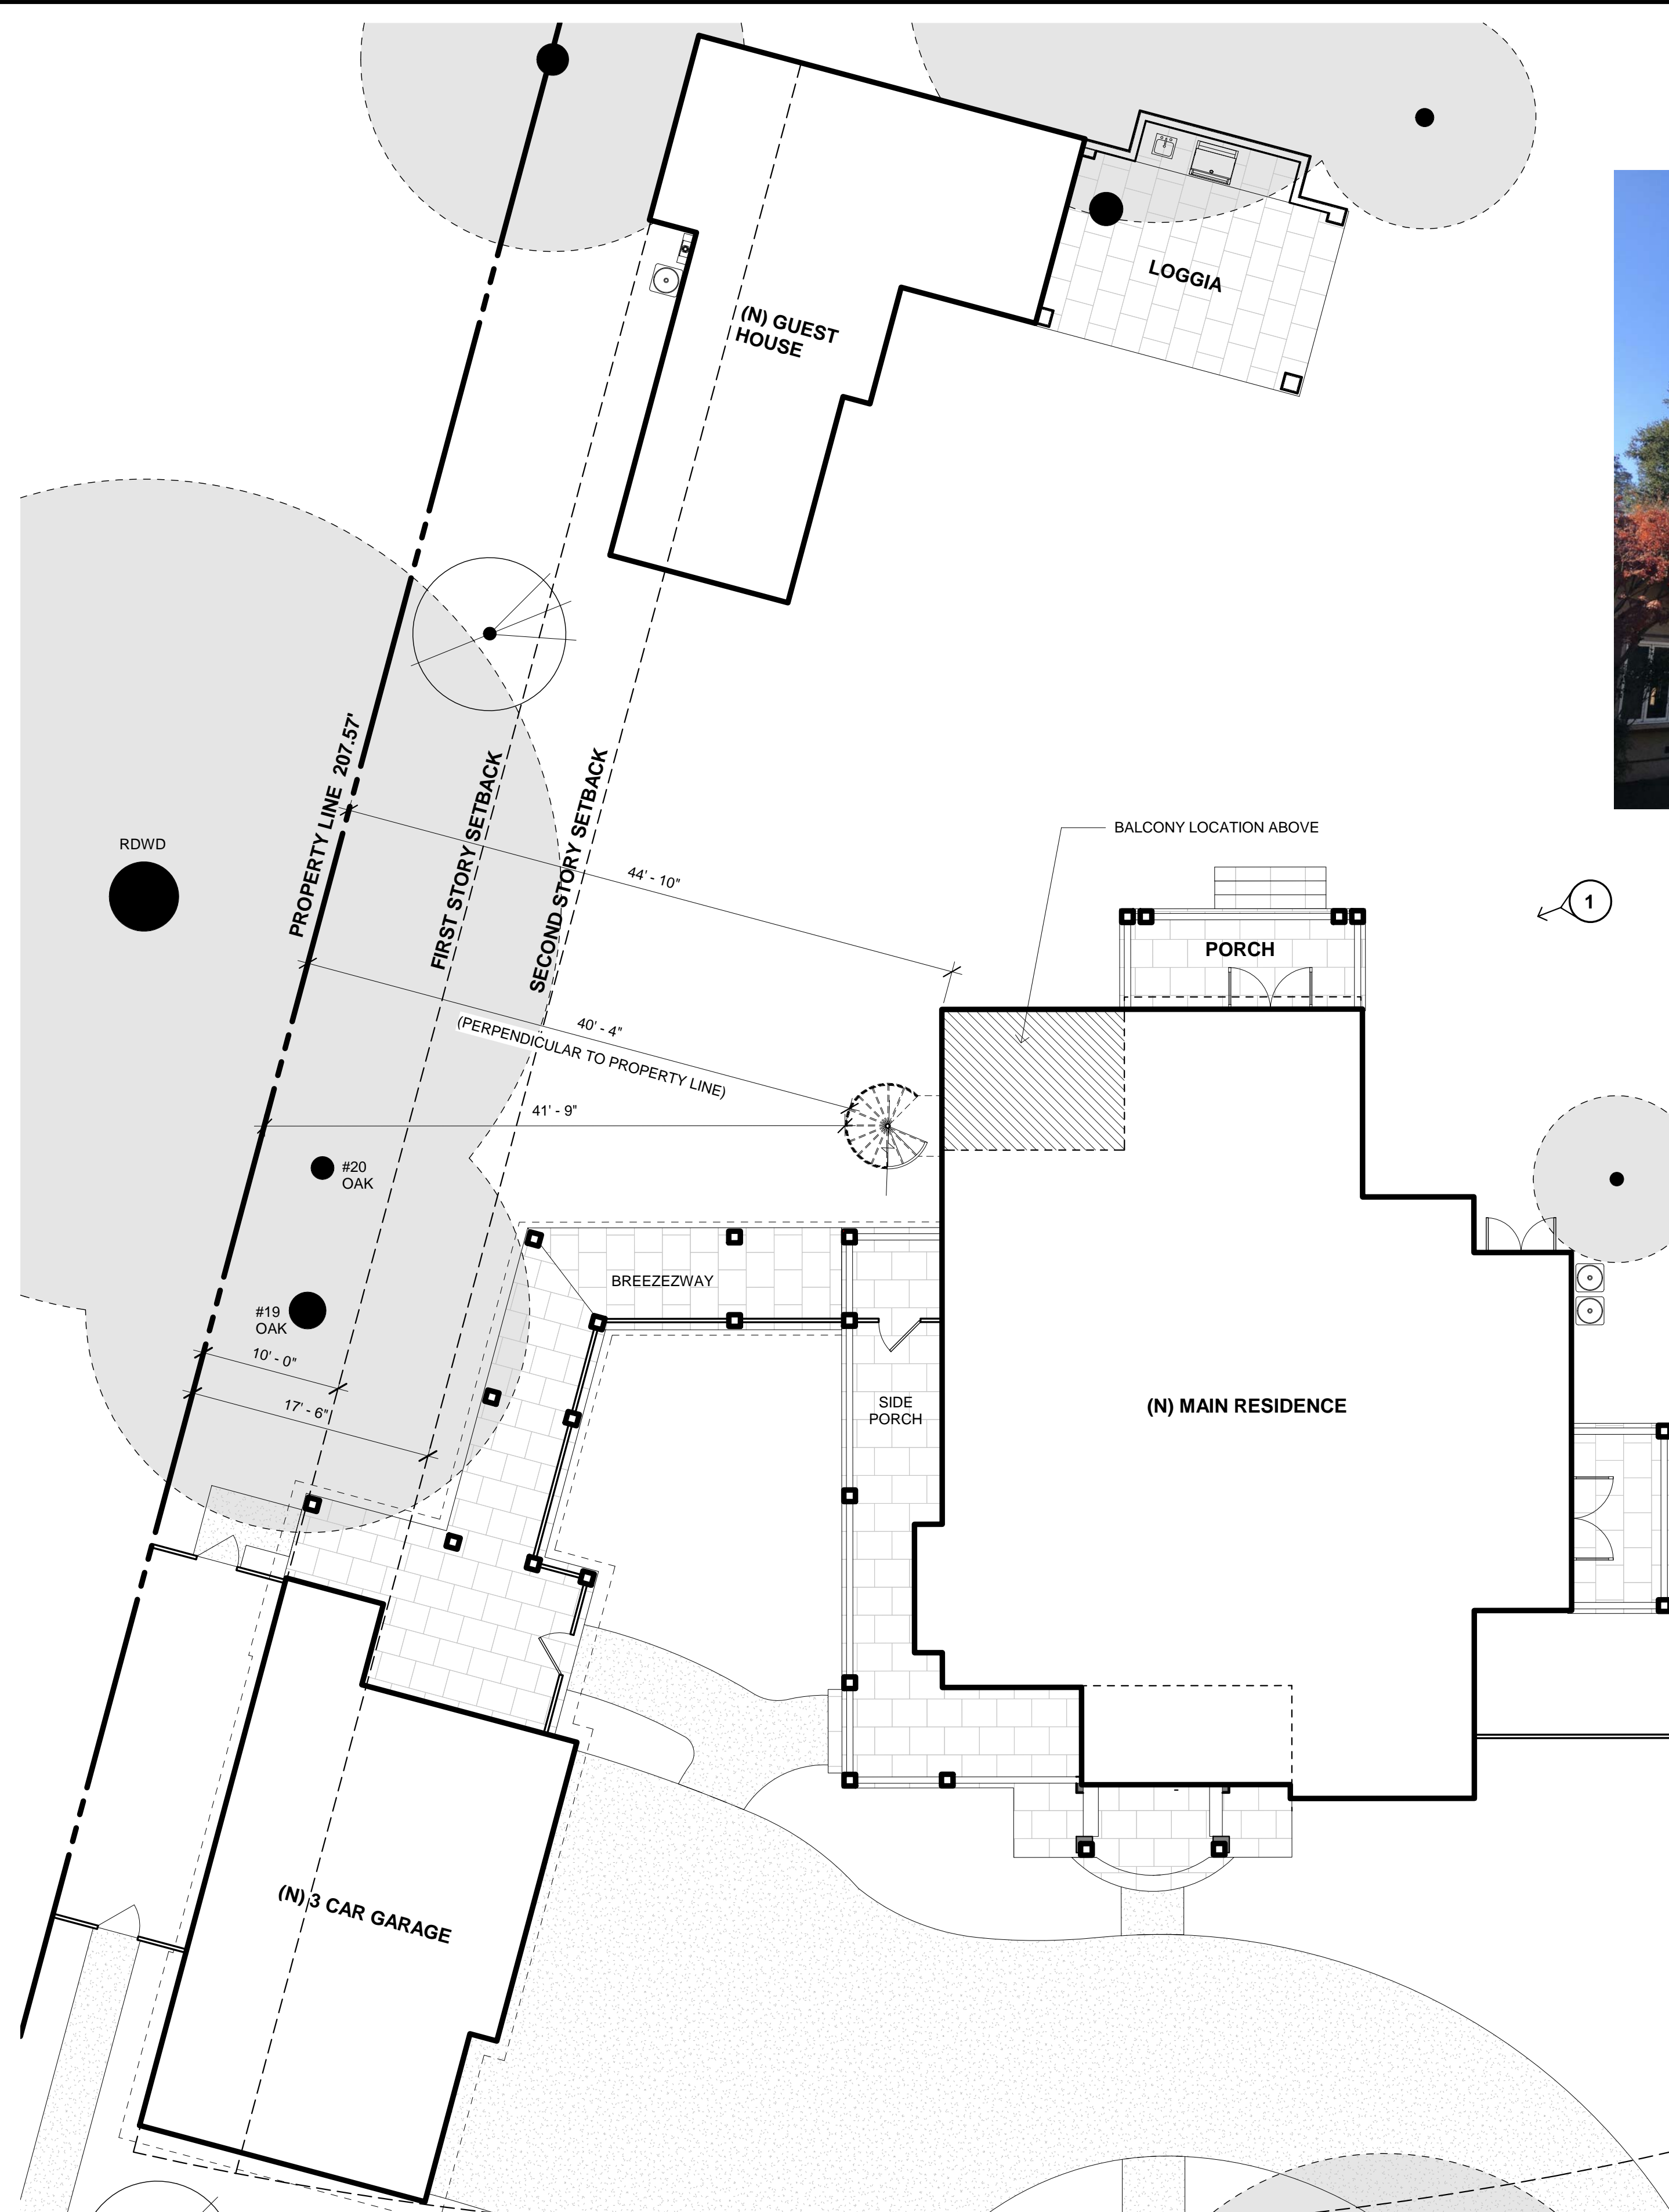 LOGGIA
(N) GUEST
HOUSE
PROPERTY LINE 207.57'
FIRST STORY SETBACK
SECOND STORY SETBACK
BALCONY LOCATION ABOVE
RDWD
44' - 10"
1
PORCH
40' - 4"
(PERPENDICULAR TO PROPERTY LINE)
41' - 9"
#20
OAK
BREEZEZWAY
#19
OAK
10' - 0"
17' - 6"
SIDE
PORCH
(N) MAIN RESIDENCE
(N) 3 CAR GARAGE